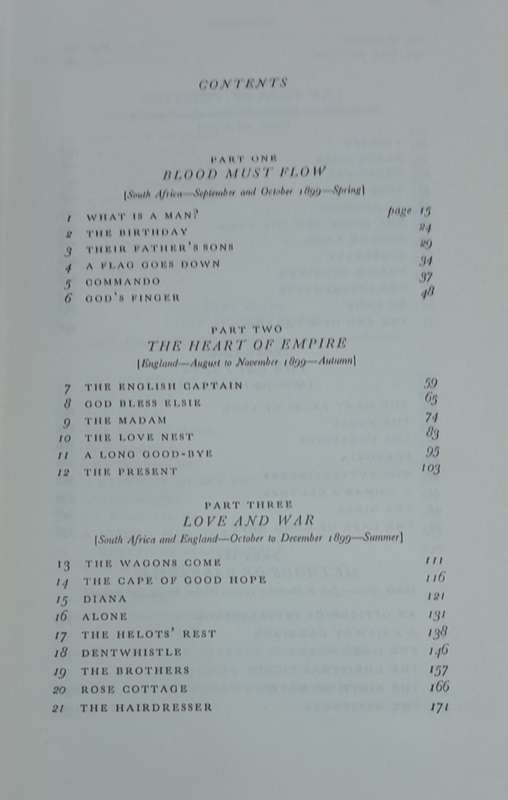 CONTENTS
PART ONE
BLOOD MUST FLOW
[South Africa—September and October 1899—Spring]
1 WHAT IS A MAN? page 15
2 THE BIRTHDAY 24
3 THEIR FATHER'S SONS 29
4 A FLAG GOES DOWN 34
5 COMMANDO 37
6 GOD'S FINGER 48
PART TWO
THE HEART OF EMPIRE
[England—August to November 1899—Autumn]
7 THE ENGLISH CAPTAIN 59
8 GOD BLESS ELSIE 65
9 THE MADAM 74
10 THE LOVE NEST 83
11 A LONG GOOD-BYE 95
12 THE PRESENT 103
PART THREE
LOVE AND WAR
[South Africa and England—October to December 1899—Summer]
13 THE WAGONS COME 111
14 THE CAPE OF GOOD HOPE 116
15 DIANA 121
16 ALONE 131
17 THE HELOTS' REST 138
18 DENTWHISTLE 146
19 THE BROTHERS 157
20 ROSE COTTAGE 166
21 THE HAIRDRESSER 171